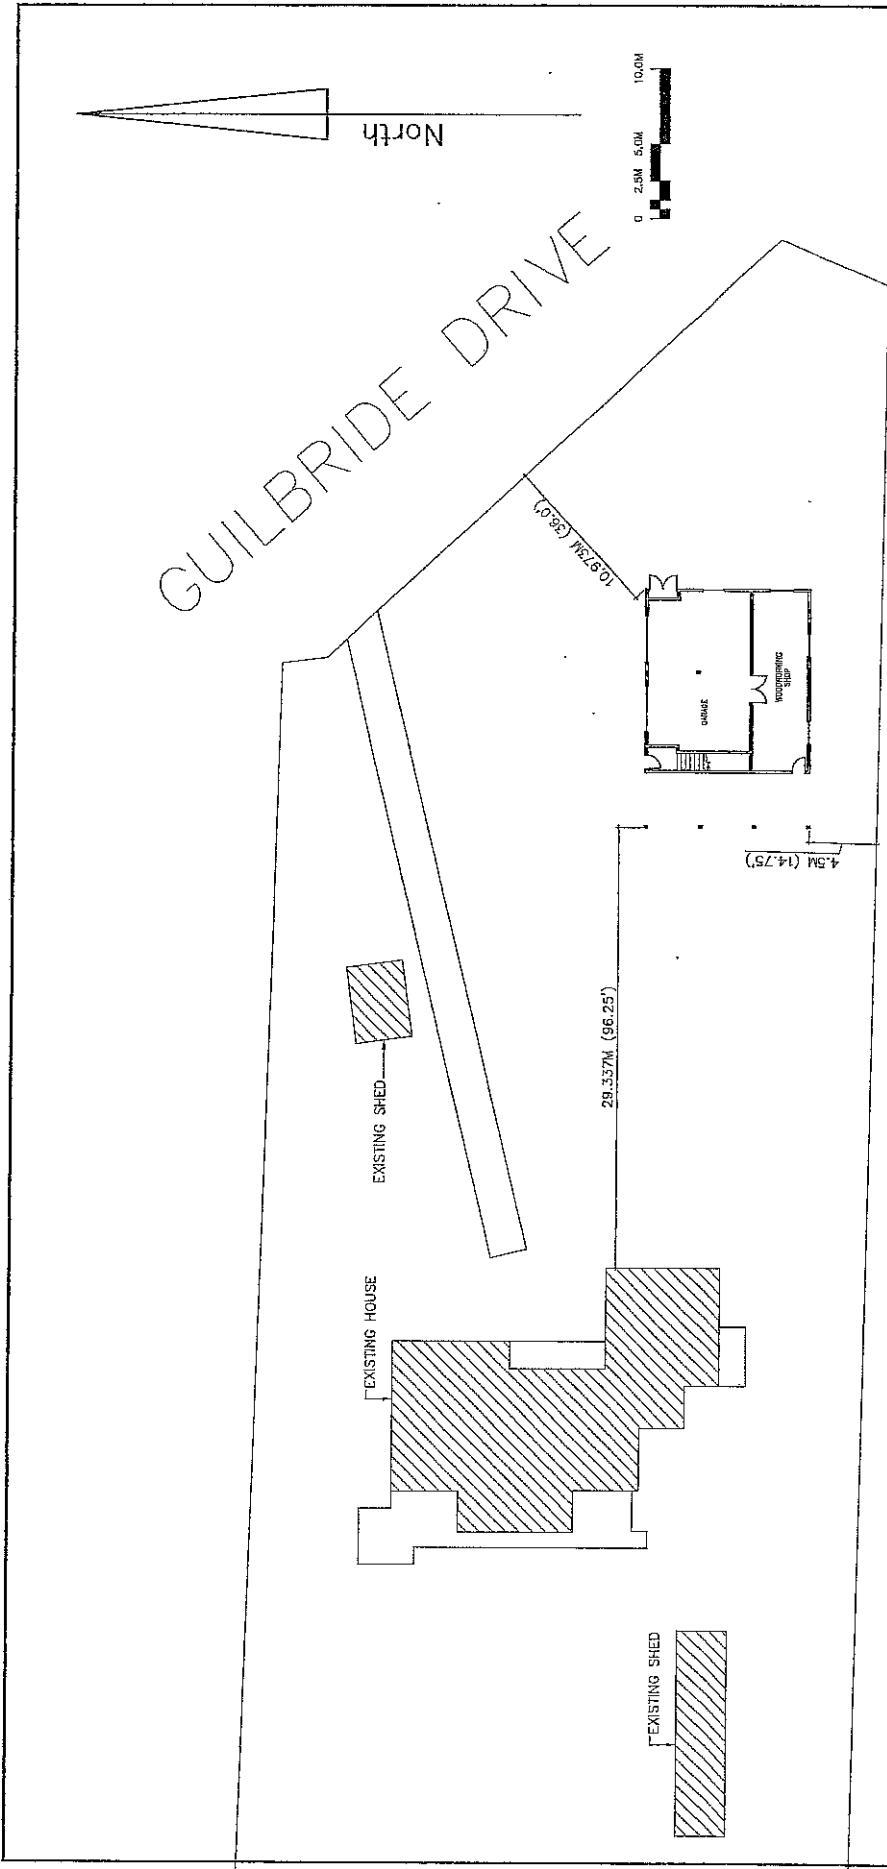 North
0 2.5M 5.0M 10.0M
GUILBRIDE DRIVE
10.973M (36.0')
GARAGE
WOODWORKING
SHOP
4.5M (14.75')
29.337M (96.25')
EXISTING SHED
EXISTING HOUSE
EXISTING SHED